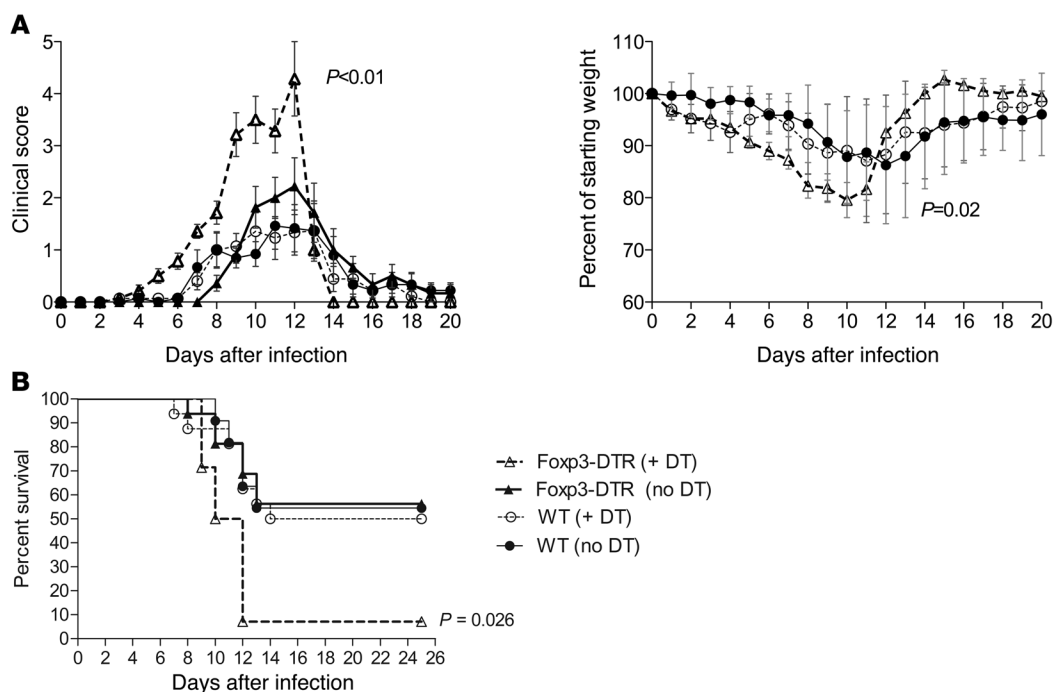 A
5
4
3
2
1
0
Clinical score
P<0.01
0 2 4 6 8 10 12 14 16 18 20
Days after infection
110
100
90
80
70
60
Percent of starting weight
P=0.02
0 2 4 6 8 10 12 14 16 18 20
Days after infection
B
100
90
80
70
60
50
40
30
20
10
0
Percent survival
P = 0.026
0 2 4 6 8 10 12 14 16 18 20 22 24 26
Days after infection
Foxp3-DTR (+ DT)
Foxp3-DTR (no DT)
WT (+ DT)
WT (no DT)